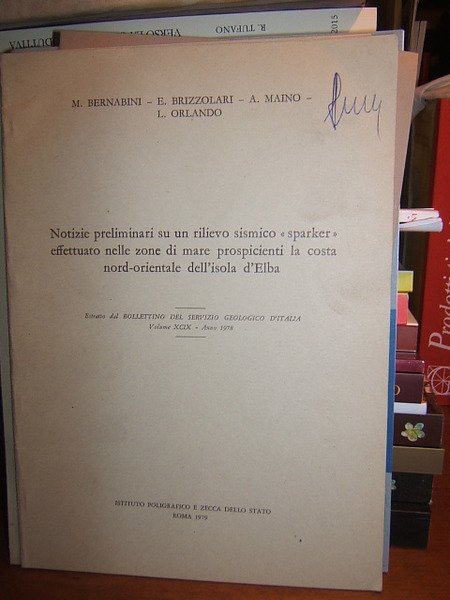 2015
R. TUFANO
M. BERNABINI – E. BRIZZOLARI – A. MAINO –
L. ORLANDO
Notizie preliminari su un rilievo sismico « sparker »
effettuato nelle zone di mare prospicienti la costa
nord-orientale dell'isola d'Elba
Estratto dal BOLLETTINO DEL SERVIZIO GEOLOGICO D'ITALIA
Volume XCIX - Anno 1978
ISTITUTO POLIGRAFICO E ZECCA DELLO STATO
ROMA 1979